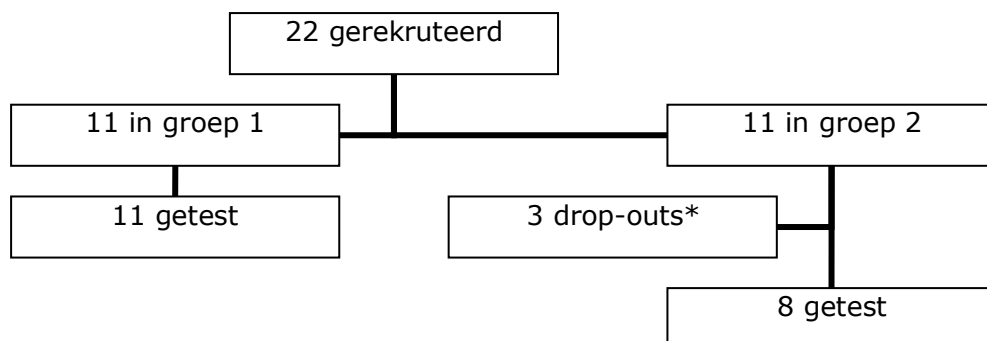 22 gerekruteerd
11 in groep 1
11 in groep 2
11 getest
3 drop-outs*
8 getest